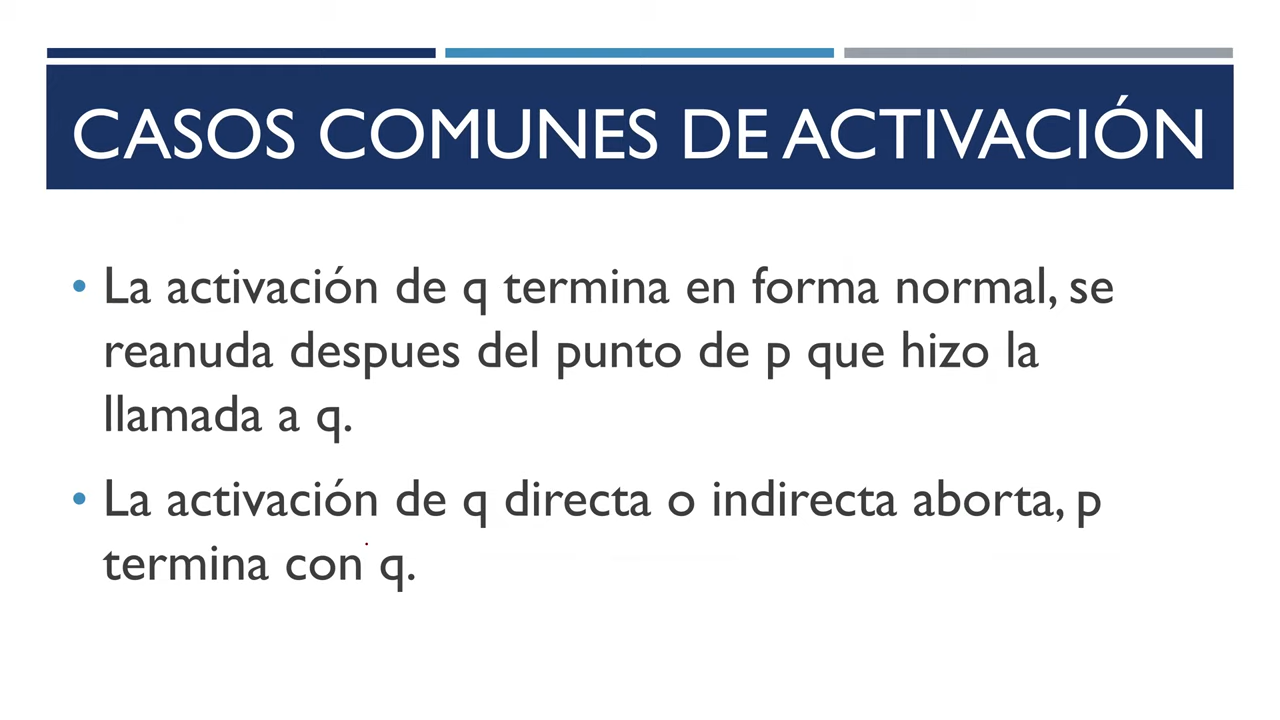 CASOS COMUNES DE ACTIVACIÓN
• La activación de q termina en forma normal, se
reanuda despues del punto de p que hizo la
llamada a q.
• La activación de q directa o indirecta aborta, p
termina con q.